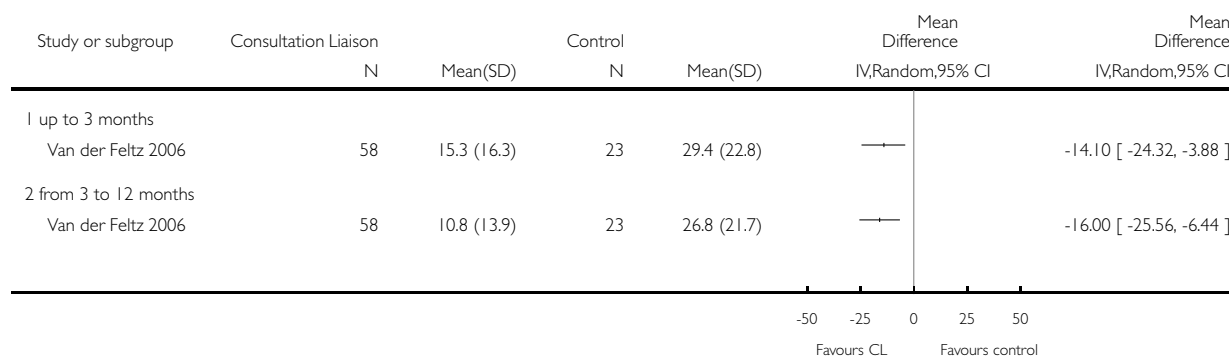 Study or subgroup Consultation Liaison Control Mean Difference Mean Difference
N Mean(SD) N Mean(SD) IV,Random,95% CI IV,Random,95% CI
1 up to 3 months
Van der Feltz 2006 58 15.3 (16.3) 23 29.4 (22.8) -14.10 [ -24.32, -3.88 ]
2 from 3 to 12 months
Van der Feltz 2006 58 10.8 (13.9) 23 26.8 (21.7) -16.00 [ -25.56, -6.44 ]
-50 -25 0 25 50
Favours CL Favours control